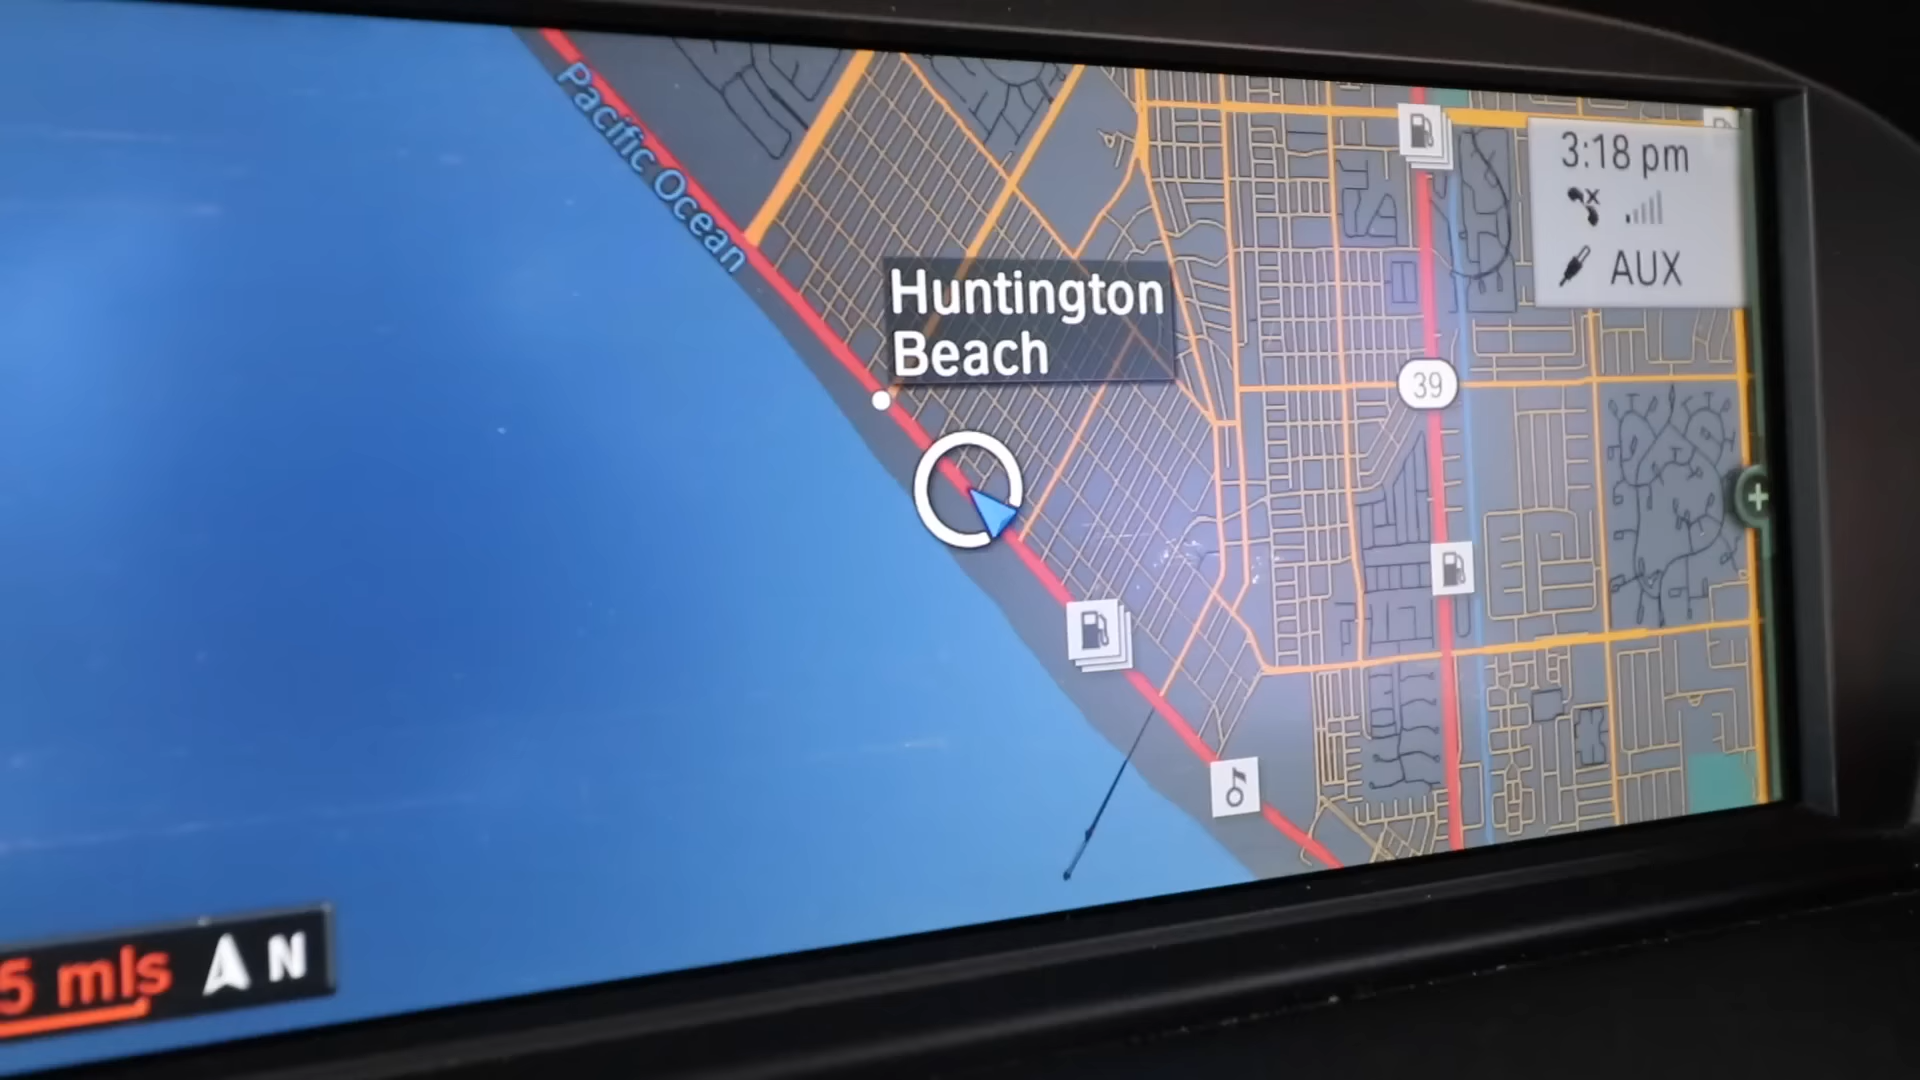 Pacific Ocean
3:18 pm
AUX
Huntington
Beach
39
5 mls N